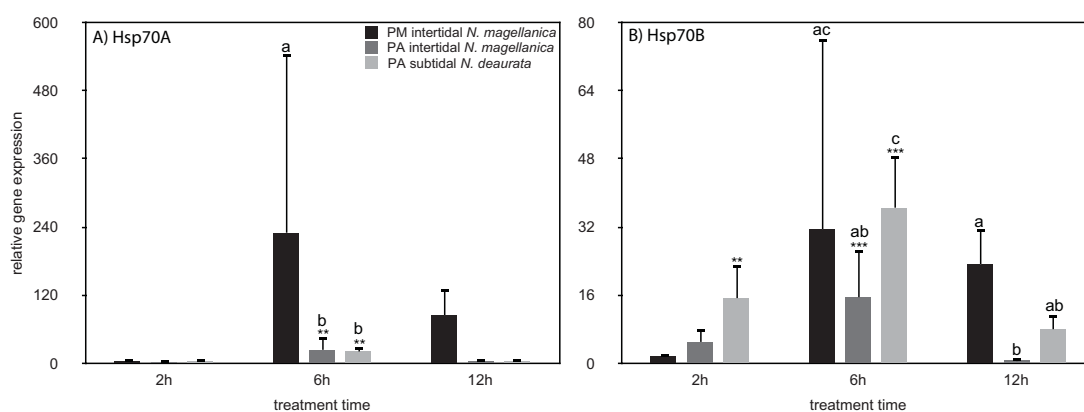 A) Hsp70A
PM intertidal N. magellanica
PA intertidal N. magellanica
PA subtidal N. deaurata
relative gene expression
600
480
360
240
120
0
a
b
**
b
**
2h
6h
12h
treatment time
B) Hsp70B
80
64
48
32
16
0
**
ac
ab
***
c
***
a
b
ab
2h
6h
12h
treatment time